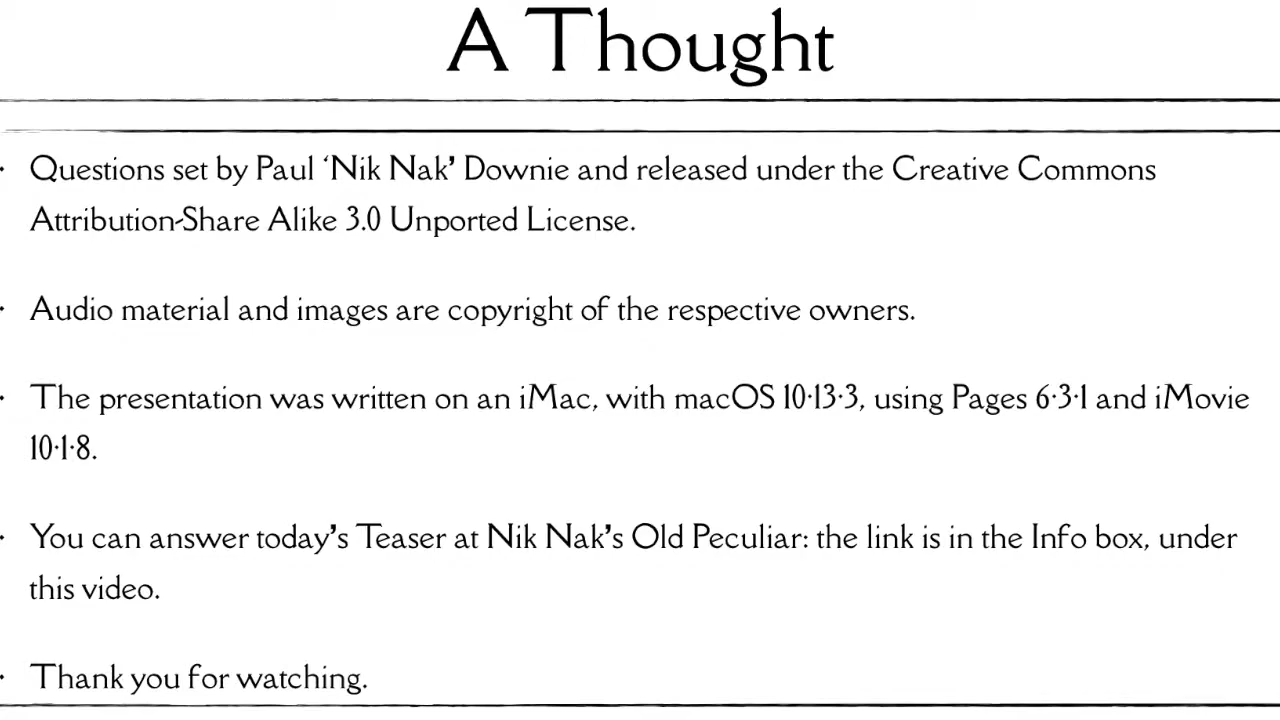 A Thought
· Questions set by Paul ‘Nik Nak’ Downie and released under the Creative Commons
Attribution-Share Alike 3.0 Unported License.
· Audio material and images are copyright of the respective owners.
· The presentation was written on an iMac, with macOS 10·13·3, using Pages 6·3·1 and iMovie
10·1·8.
· You can answer today’s Teaser at Nik Nak’s Old Peculiar: the link is in the Info box, under
this video.
· Thank you for watching.